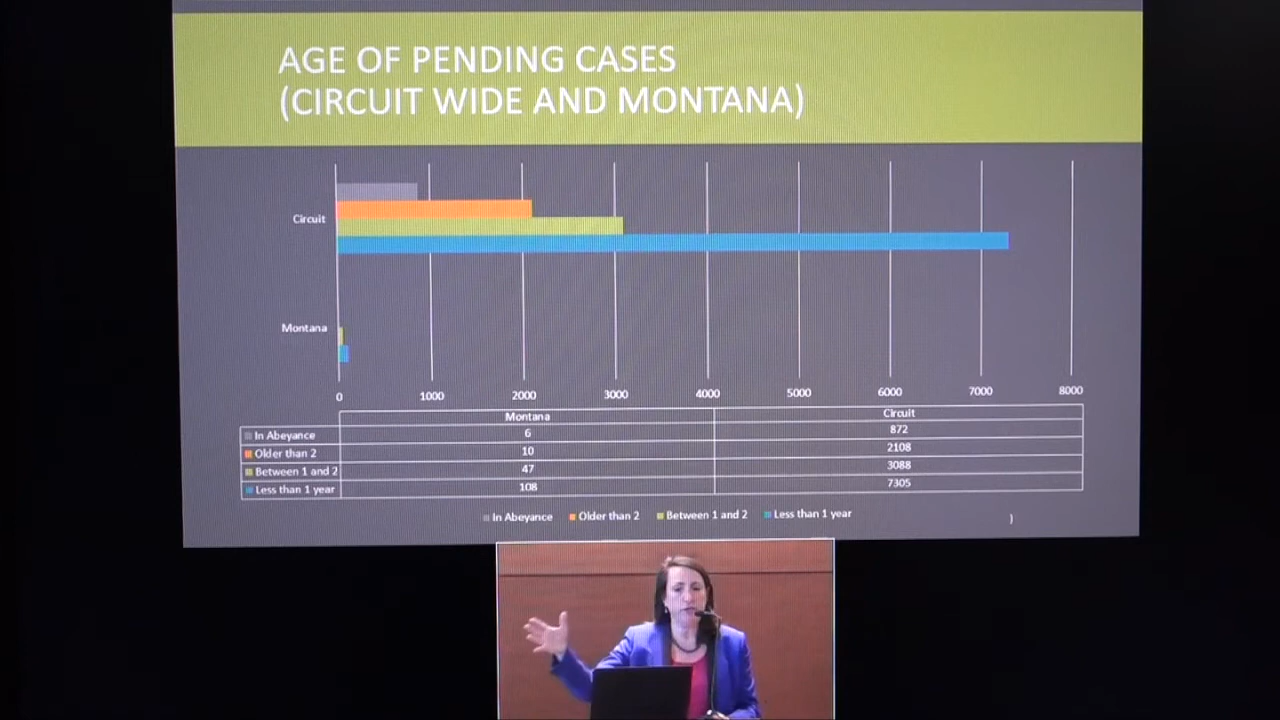 AGE OF PENDING CASES
(CIRCUIT WIDE AND MONTANA)
Circuit
Montana
0 1000 2000 3000 4000 5000 6000 7000 8000
Montana Circuit
In Abeyance 6 872
Older than 2 10 2108
Between 1 and 2 47 3088
Less than 1 year 108 7305
In Abeyance Older than 2 Between 1 and 2 Less than 1 year
)